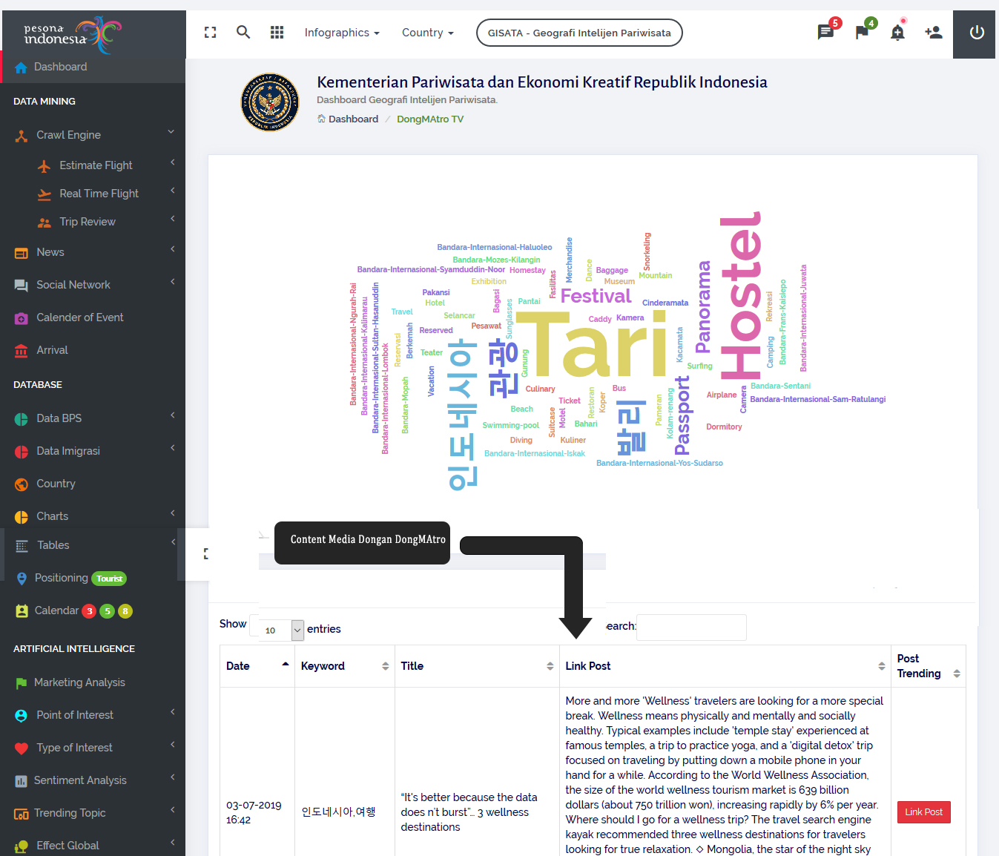 pesona
indonesia
Infographics
Country
GISATA - Geografi Intelijen Pariwisata
5
4
Dashboard
DATA MINING
Crawl Engine
Estimate Flight
Real Time Flight
Trip Review
News
Social Network
Calender of Event
Arrival
DATABASE
Data BPS
Data Imigrasi
Country
Charts
Tables
Positioning Tourist
Calendar 3 5 8
ARTIFICIAL INTELLIGENCE
Marketing Analysis
Point of Interest
Type of Interest
Sentiment Analysis
Trending Topic
Effect Global
Kementerian Pariwisata dan Ekonomi Kreatif Republik Indonesia
Dashboard Geografi Intelijen Pariwisata.
Dashboard / DongMAtro TV
Bandara-Internasional-Haluoleo
Bandara-Mozes-Kilangin
Bandara-Internasional-Syamduddin-Noor
Homestay
Exhibition
Fasilitas
Merchandise
Dance
Baggage
Museum
Snorkeling
Mountain
Pakansi
Hotel
Travel
Selancar
Bagasi
Pantai
Festival
Cinderamata
Panorama
Hostel
Rekreasi
Bandara-Frans-Kaisiepo
Bandara-Internasional-Juwata
Bandara-Internasional-Ngurah-Rai
Bandara-Internasional-Kalimarau
Bandara-Internasional-Sultan-Hasanuddin
Bandara-Internasional-Lombok
Reservasi
Berkemah
Reserved
Pesawat
Sunglasses
Tari
Caddy
Kamera
Kacamata
Teater
Surfing
Camping
인도네시아
관광
Gunung
Vacation
Bandara-Mopah
Culinary
Beach
Ticket
Motel
Suitcase
Restoran
Koper
Bus
발리
Pameran
Kolam-renang
Passport
Airplane
Camera
Bandara-Sentani
Bandara-Internasional-Sam-Ratulangi
Swimming-pool
Bahari
Dormitory
Diving
Kuliner
Bandara-Internasional-Iskak
Bandara-Internasional-Yos-Sudarso
Content Media Dongan DongMAtro
Show 10 entries
earch:
Date
Keyword
Title
Link Post
Post
Trending
03-07-2019
16:42
인도네시아,여행
“It's better because the data
does n't burst”... 3 wellness
destinations
More and more 'Wellness' travelers are looking for a more special
break. Wellness means physically and mentally and socially
healthy. Typical examples include 'temple stay' experienced at
famous temples, a trip to practice yoga, and a 'digital detox' trip
focused on traveling by putting down a mobile phone in your
hand for a while. According to the World Wellness Association,
the size of the world wellness tourism market is 639 billion
dollars (about 750 trillion won), increasing rapidly by 6% per year.
Where should I go for a wellness trip? The travel search engine
kayak recommended three wellness destinations for travelers
looking for true relaxation. ◇ Mongolia, the star of the night sky
Link Post